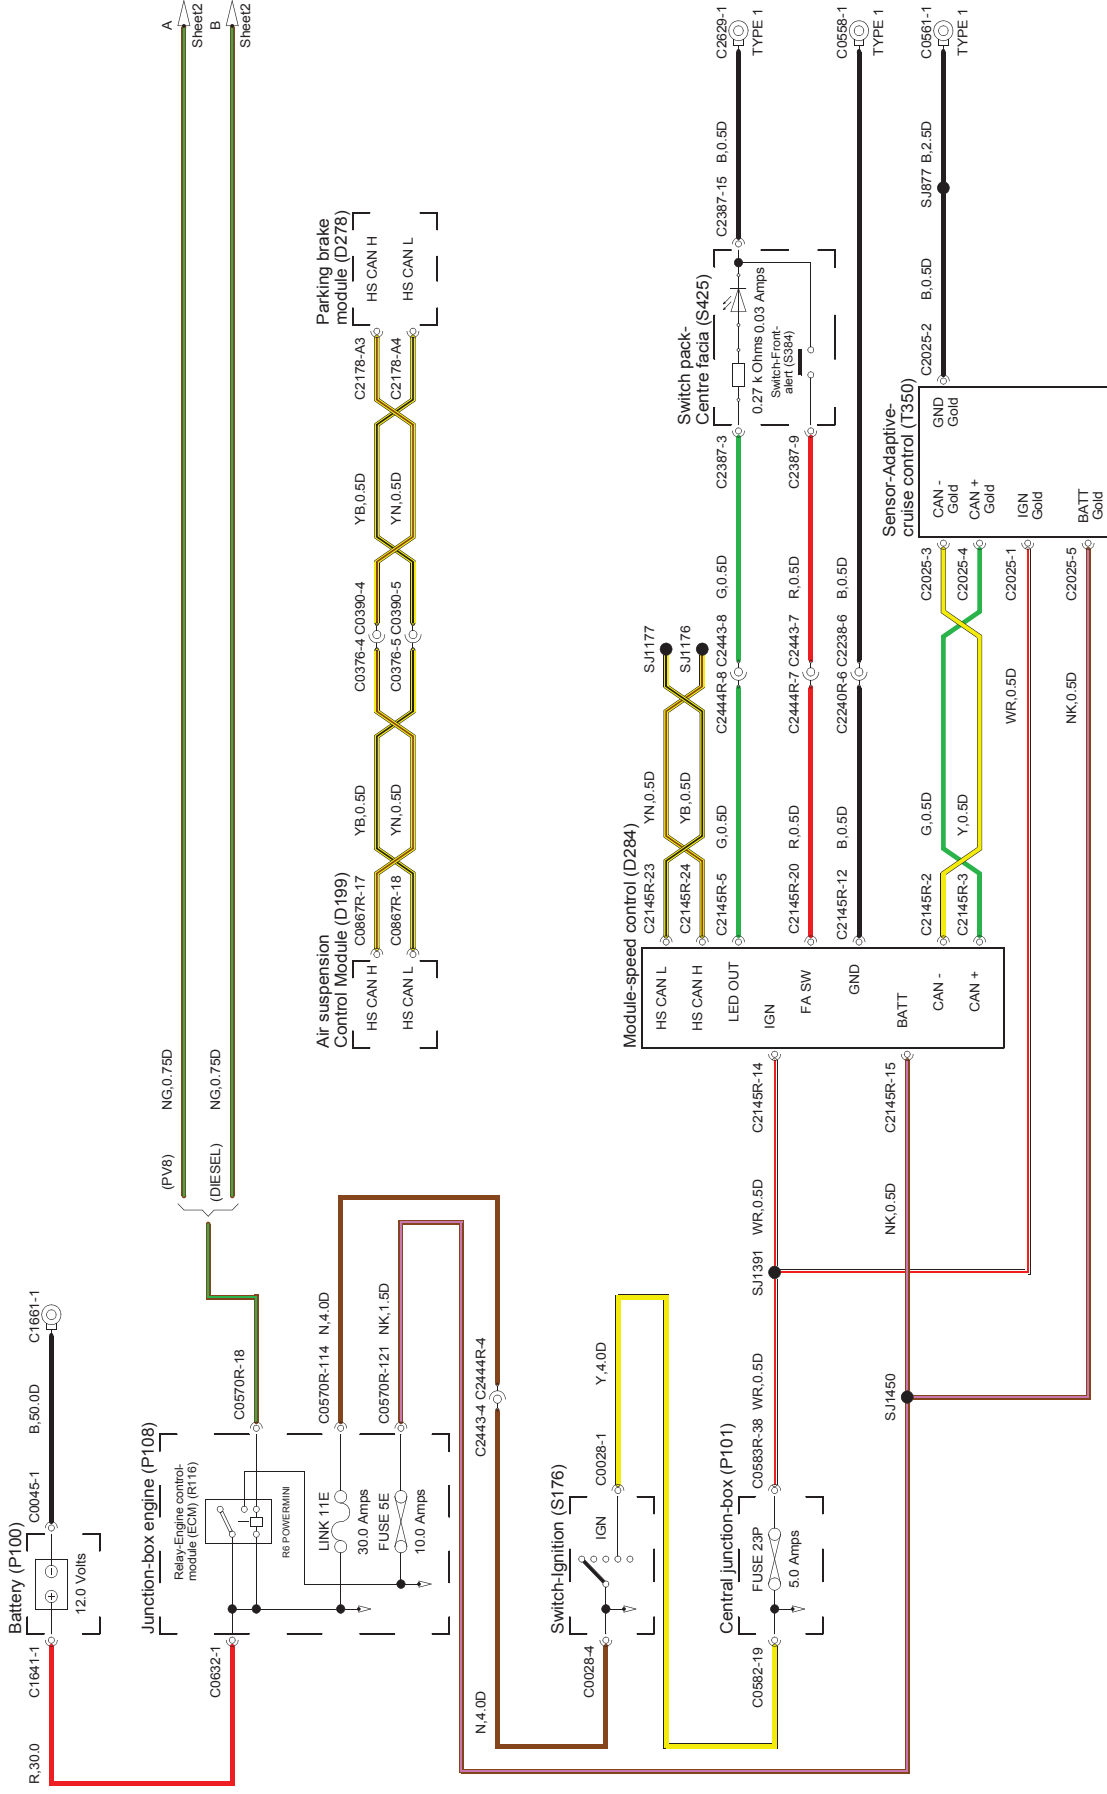 Battery (P100)
12.0 Volts
C1641-1
R,30.0
C0045-1
B,50.0D
C1661-1
Junction-box engine (P108)
Relay-Engine control-
module (ECM) (R116)
R6 POWERMINI
LINK 11E
30.0 Amps
FUSE 5E
10.0 Amps
C0632-1
C0570R-18
C0570R-114 N,4.0D
C0570R-121 NK,1.5D
(PV8)
NG,0.75D
A
Sheet2
(DIESEL)
NG,0.75D
B
Sheet2
C2443-4 C2444R-4
N,4.0D
Switch-Ignition (S176)
IGN
C0028-4
C0028-1
Y,4.0D
Central junction-box (P101)
FUSE 23P
5.0 Amps
C0582-19
C0583R-38 WR,0.5D
SJ1391
WR,0.5D
C2145R-14
SJ1450
NK,0.5D
C2145R-15
Air suspension
Control Module (D199)
HS CAN H
HS CAN L
C0867R-17
C0867R-18
YB,0.5D
YN,0.5D
C0376-4 C0390-4
C0376-5 C0390-5
YB,0.5D
YN,0.5D
C2178-A3
C2178-A4
Parking brake
module (D278)
HS CAN H
HS CAN L
Module-speed control (D284)
HS CAN L
HS CAN H
LED OUT
IGN
FA SW
GND
BATT
CAN -
CAN +
C2145R-23
YN,0.5D
SJ1177
C2145R-24
YB,0.5D
SJ1176
C2145R-5
G,0.5D
C2444R-8 C2443-8
G,0.5D
C2387-3
C2145R-20
R,0.5D
C2444R-7 C2443-7
R,0.5D
C2387-9
C2145R-12
B,0.5D
C2240R-6 C2238-6
B,0.5D
C0558-1
TYPE 1
Switch pack-
Centre facia (S425)
0.27 k Ohms 0.03 Amps
Switch-Front-
alert (S384)
C2387-15
B,0.5D
C2629-1
TYPE 1
C2145R-2
G,0.5D
C2025-3
C2145R-3
Y,0.5D
C2025-4
WR,0.5D
C2025-1
NK,0.5D
C2025-5
Sensor-Adaptive-
cruise control (T350)
CAN -
Gold
CAN +
Gold
IGN
Gold
BATT
Gold
GND
Gold
C2025-2
B,0.5D
SJ877 B,2.5D
C0561-1
TYPE 1